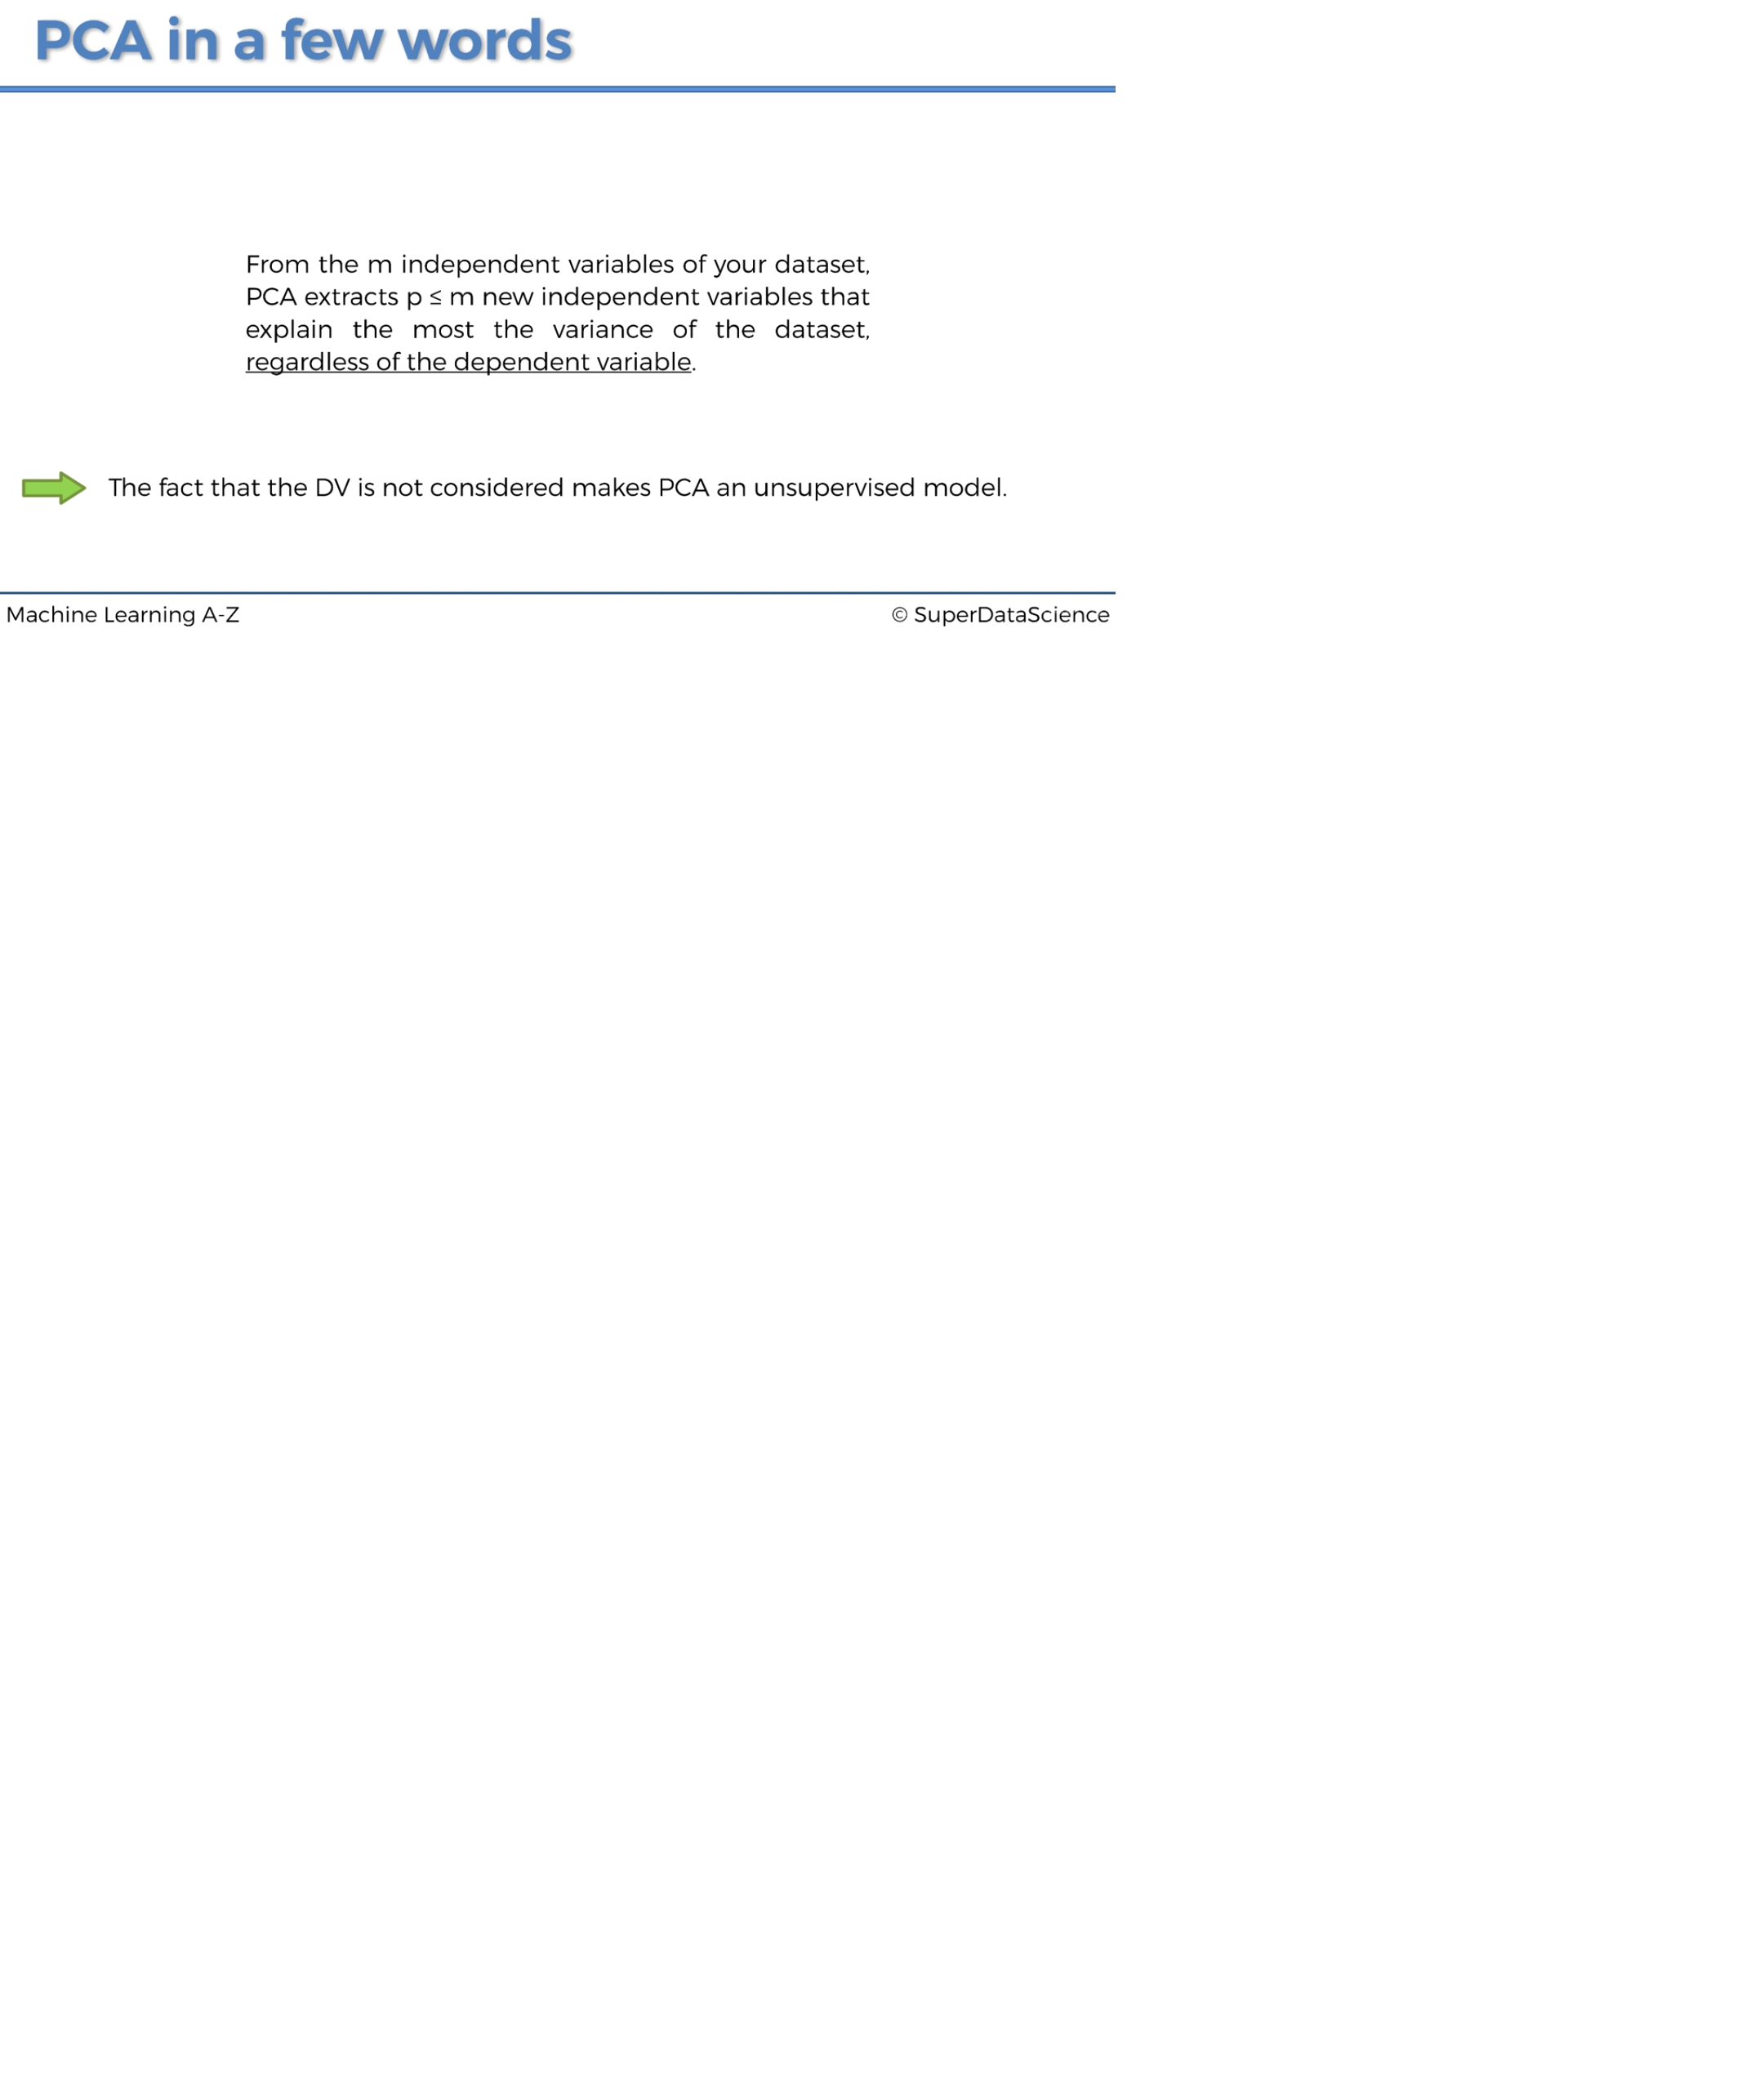 PCA in a few words
From the m independent variables of your dataset,
PCA extracts p ≤ m new independent variables that
explain the most the variance of the dataset,
regardless of the dependent variable.
The fact that the DV is not considered makes PCA an unsupervised model.
Machine Learning A-Z
© SuperDataScience